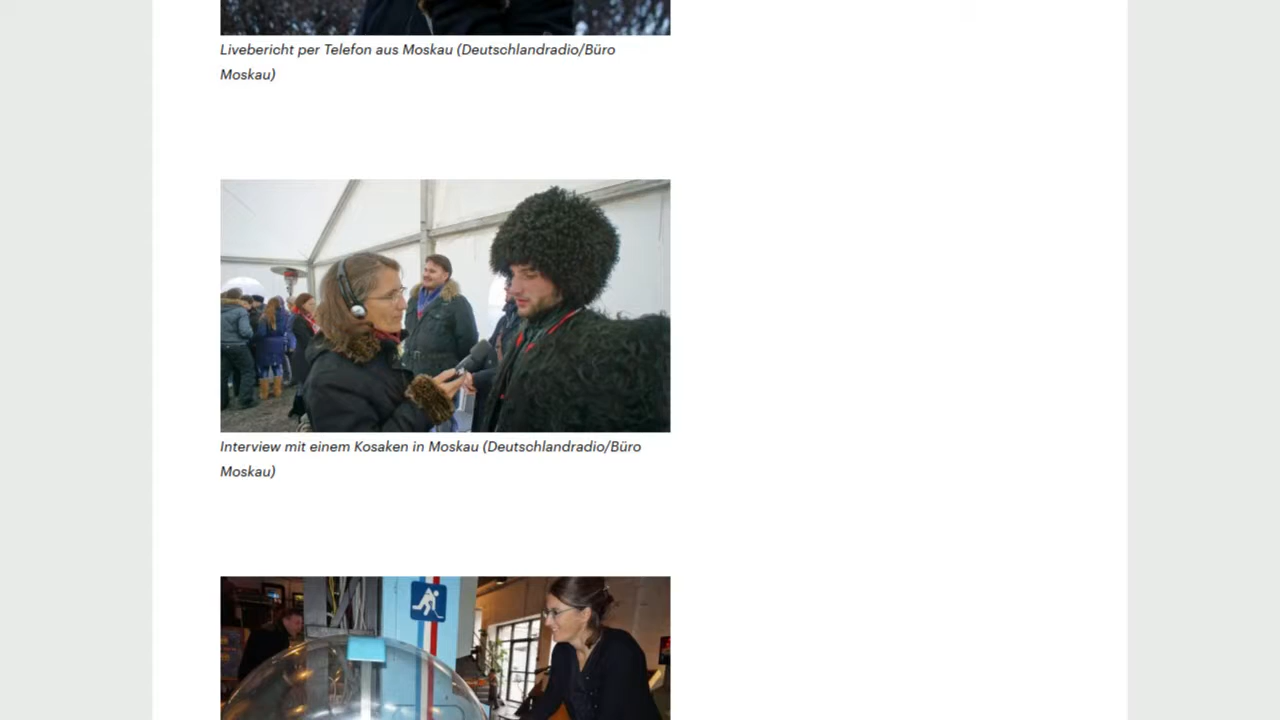 Livebericht per Telefon aus Moskau (Deutschlandradio/Büro
Moskau)
Interview mit einem Kosaken in Moskau (Deutschlandradio/Büro
Moskau)